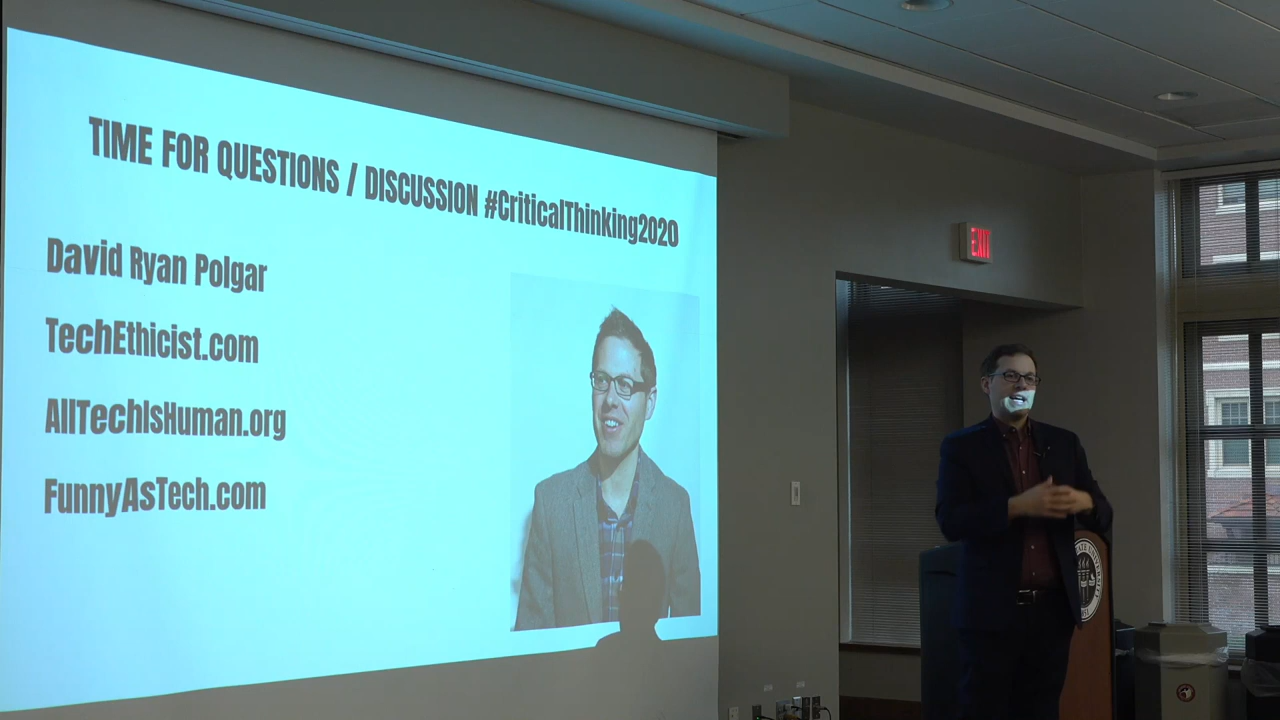 TIME FOR QUESTIONS / DISCUSSION #CriticalThinking2020
David Ryan Polgar
TechEthicist.com
AllTechIsHuman.org
FunnyAsTech.com
EXIT